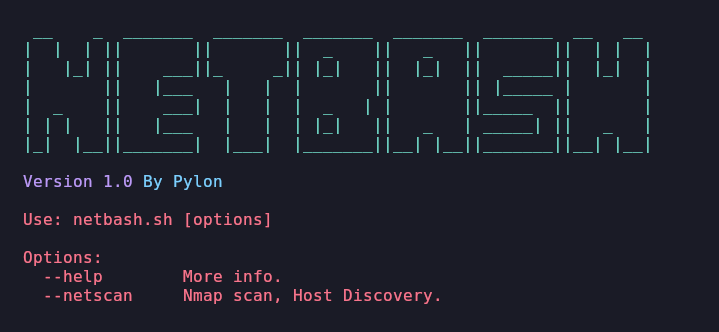 NETBASH
Version 1.0 By Pylon
Use: netbash.sh [options]
Options:
--help More info.
--netscan Nmap scan, Host Discovery.